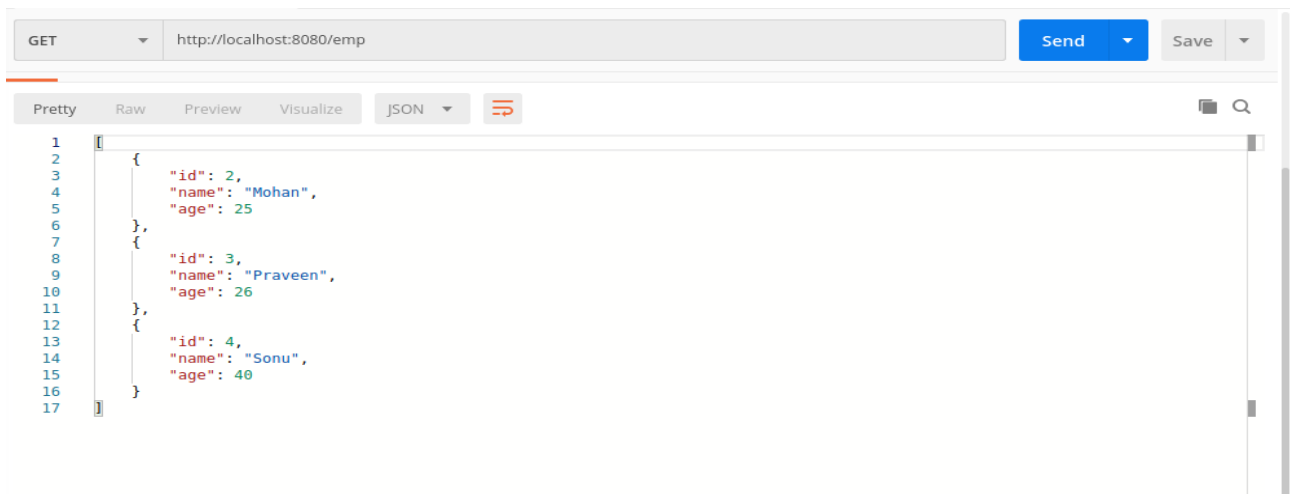 GET http://localhost:8080/emp Send Save
Pretty Raw Preview Visualize JSON
1 [
2 {
3 "id": 2,
4 "name": "Mohan",
5 "age": 25
6 },
7 {
8 "id": 3,
9 "name": "Praveen",
10 "age": 26
11 },
12 {
13 "id": 4,
14 "name": "Sonu",
15 "age": 40
16 }
17 ]